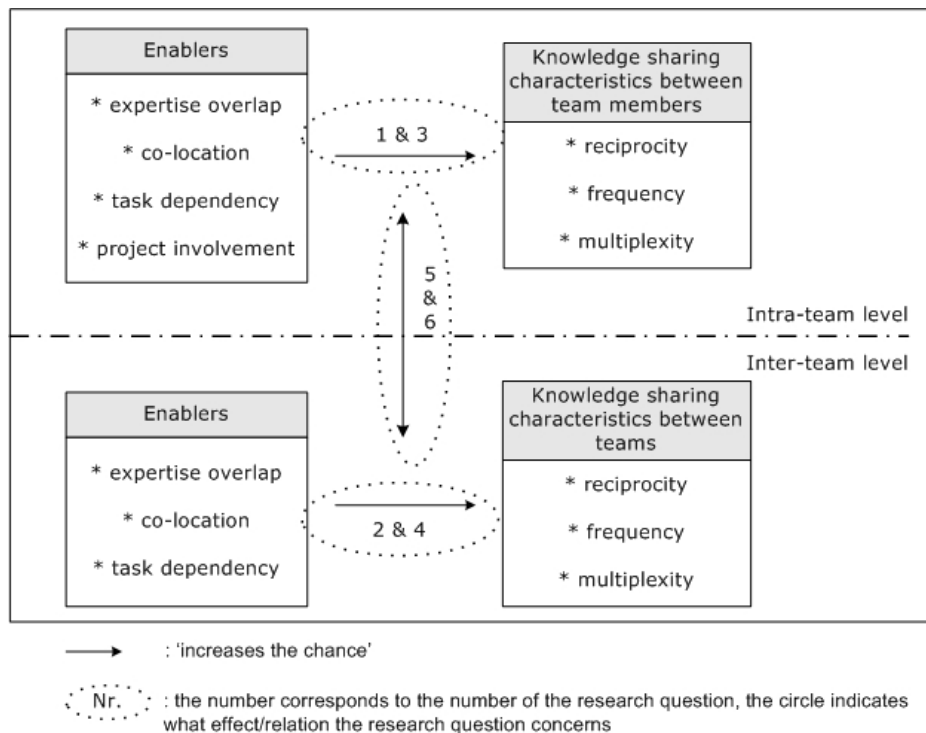 Enablers
* expertise overlap
* co-location
* task dependency
* project involvement
1 & 3
Knowledge sharing
characteristics between
team members
* reciprocity
* frequency
* multiplexity
5
&
6
Intra-team level
Inter-team level
Enablers
* expertise overlap
* co-location
* task dependency
2 & 4
Knowledge sharing
characteristics between
teams
* reciprocity
* frequency
* multiplexity
: ‘increases the chance’
Nr. : the number corresponds to the number of the research question, the circle indicates
what effect/relation the research question concerns